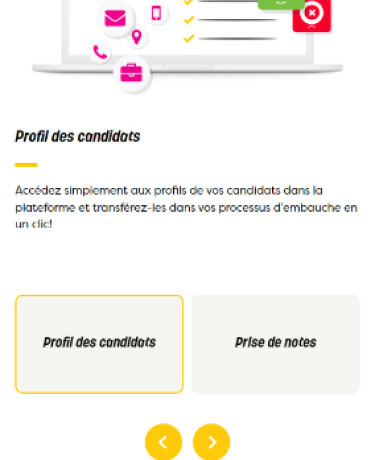 Profil des candidats
Accédez simplement aux profils de vos candidats dans la
plateforme et transférez-les dans vos processus d'embauche en
un clic!
Profil des candidats
Prise de notes